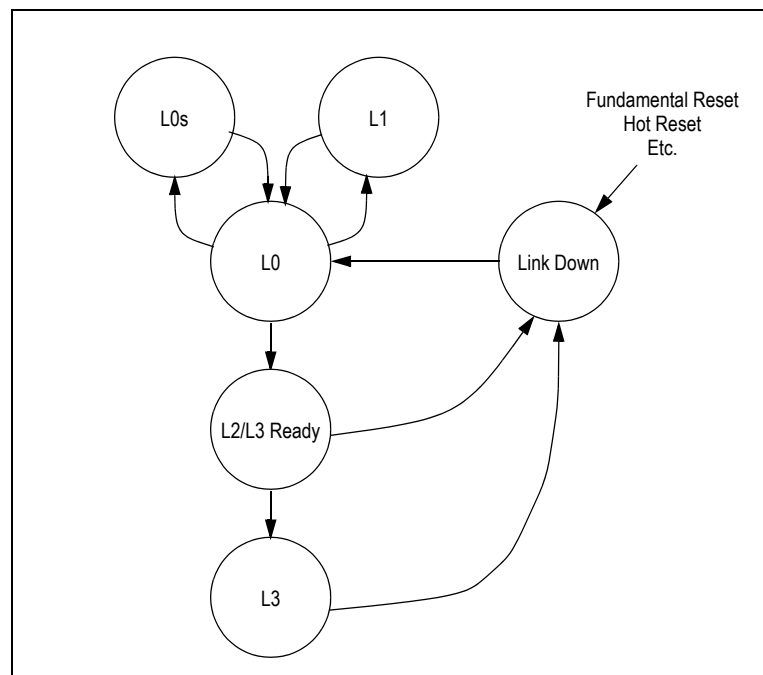 L0s
L1
Fundamental Reset
Hot Reset
Etc.
L0
Link Down
L2/L3 Ready
L3